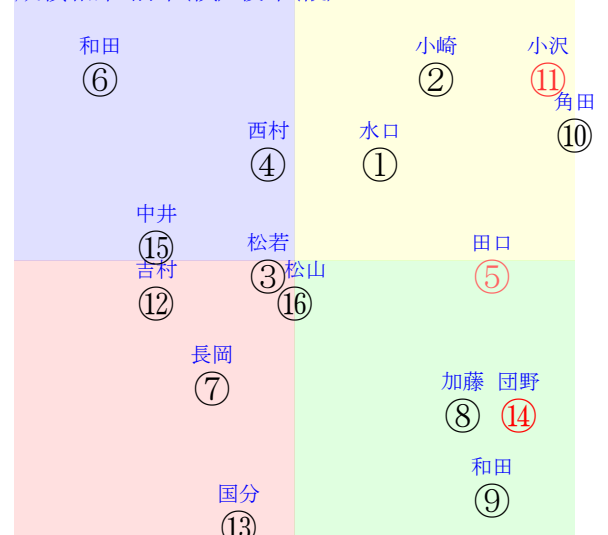 和田
⑥
小崎
②
小沢
⑪
角田
⑩
西村
④
水口
①
中井
⑮
松若
③
田口
⑤
吉村
⑫
松山
⑯
長岡
⑦
加藤
⑧
団野
⑭
和田
⑨
国分
⑬